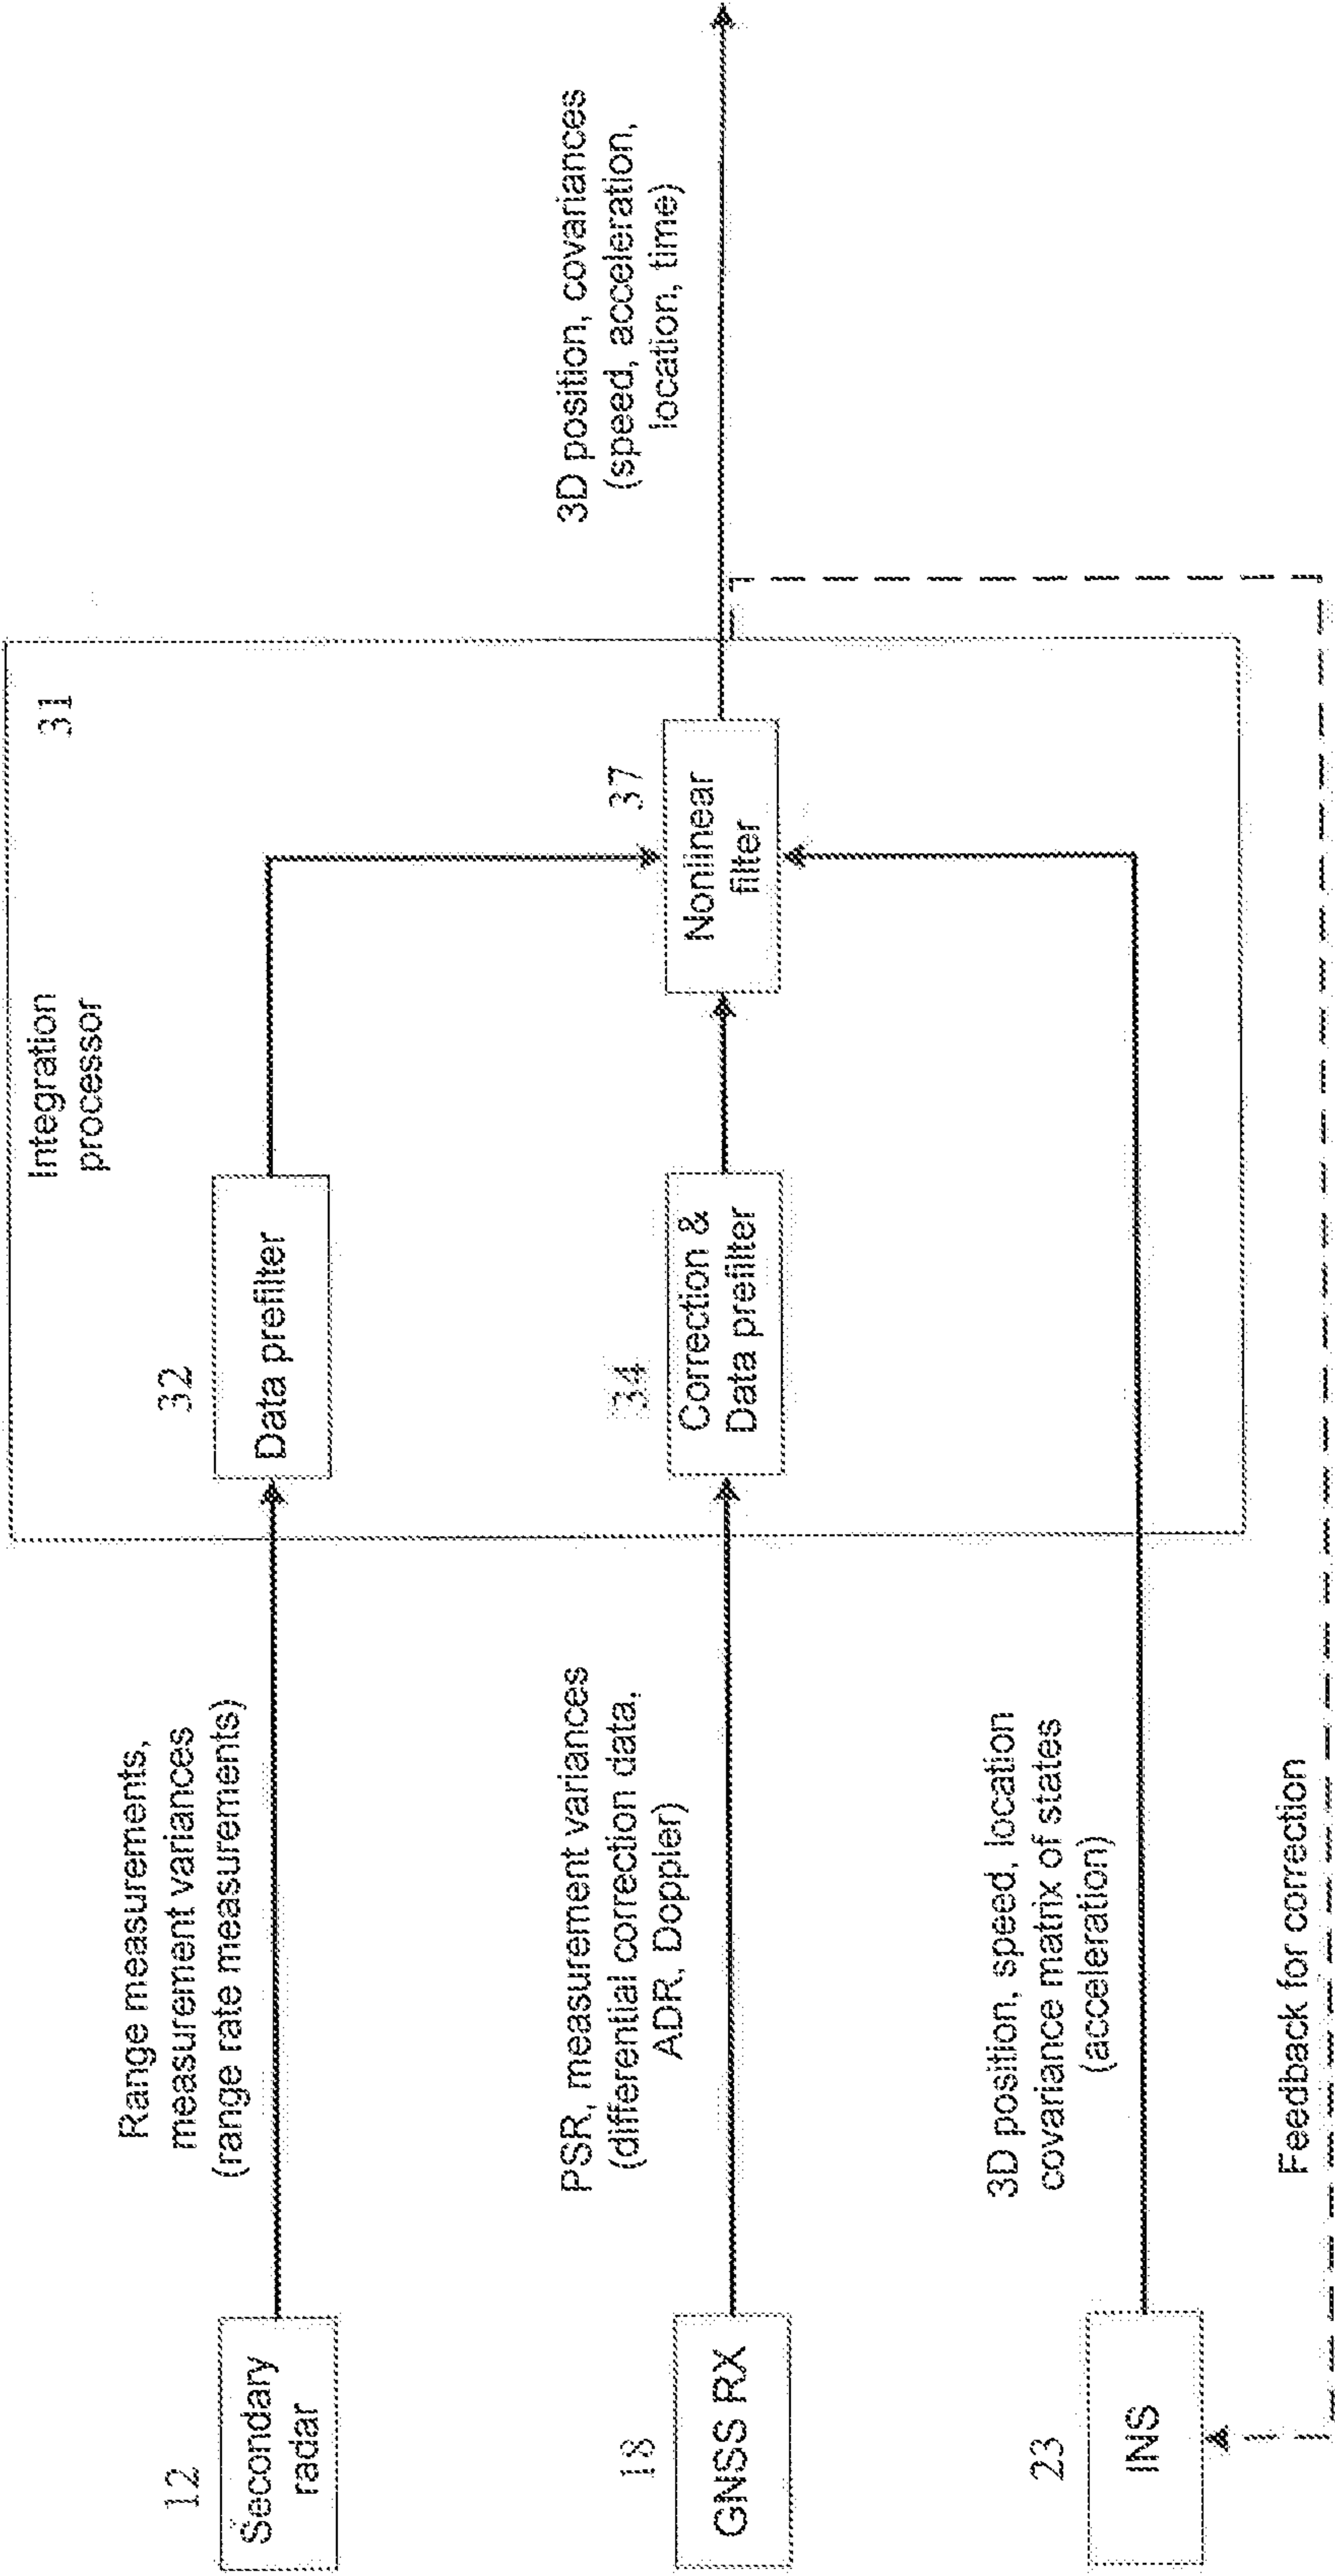 12
Secondary
radar
Range measurements,
measurement variances
(range rate measurements)
32
Data prefilter
Integration
processor
31
18
GNSS RX
PSR, measurement variances
(differential correction data,
ADR, Doppler)
34
Correction &
Data prefilter
37
Nonlinear
filter
3D position, covariances
(speed, acceleration,
location, time)
23
INS
3D position, speed, location
covariance matrix of states
(acceleration)
Feedback for correction